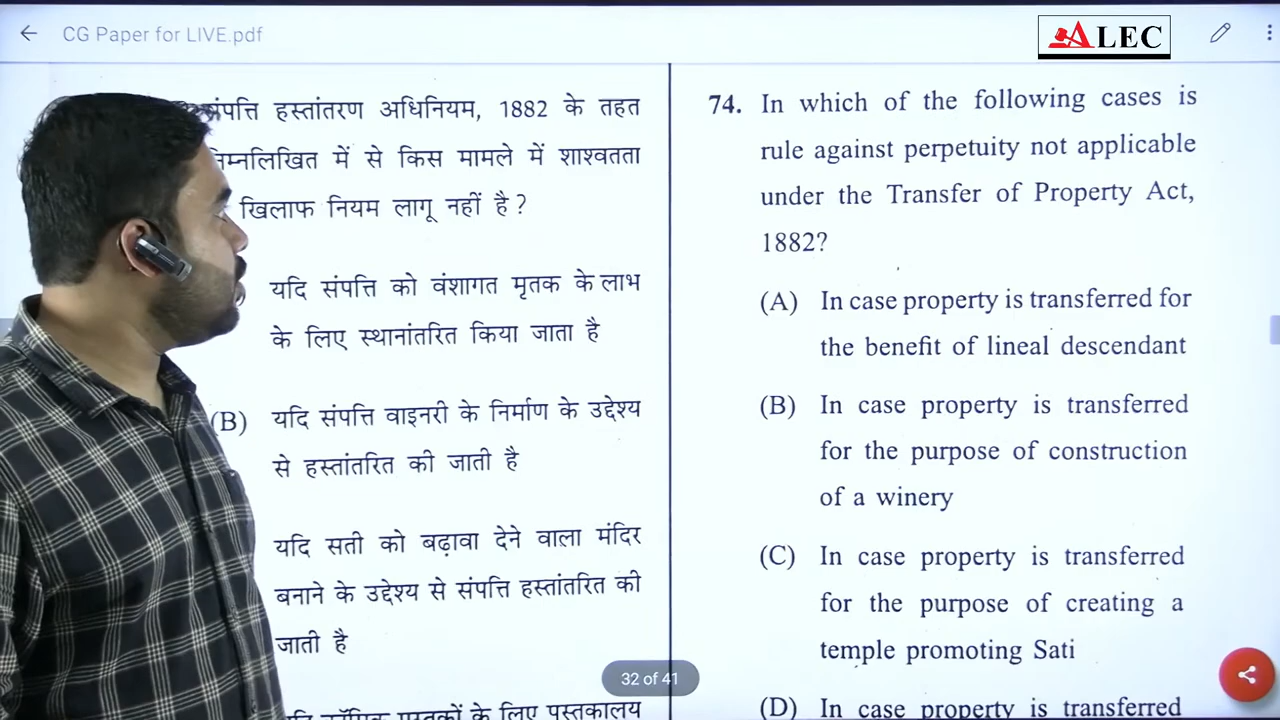 CG Paper for LIVE.pdf
ALEC
संपत्ति हस्तांतरण अधिनियम, 1882 के तहत
निम्नलिखित में से किस मामले में शाश्वतता
खिलाफ नियम लागू नहीं है ?
यदि संपत्ति को वंशागत मृतक के लाभ
के लिए स्थानांतरित किया जाता है
(B) यदि संपत्ति वाइनरी के निर्माण के उद्देश्य
से हस्तांतरित की जाती है
यदि सती को बढ़ावा देने वाला मंदिर
बनाने के उद्देश्य से संपत्ति हस्तांतरित की
जाती है
के लिए पुस्तकालय
74. In which of the following cases is
rule against perpetuity not applicable
under the Transfer of Property Act,
1882?
(A) In case property is transferred for
the benefit of lineal descendant
(B) In case property is transferred
for the purpose of construction
of a winery
(C) In case property is transferred
for the purpose of creating a
temple promoting Sati
(D) In case property is transferred
32 of 41